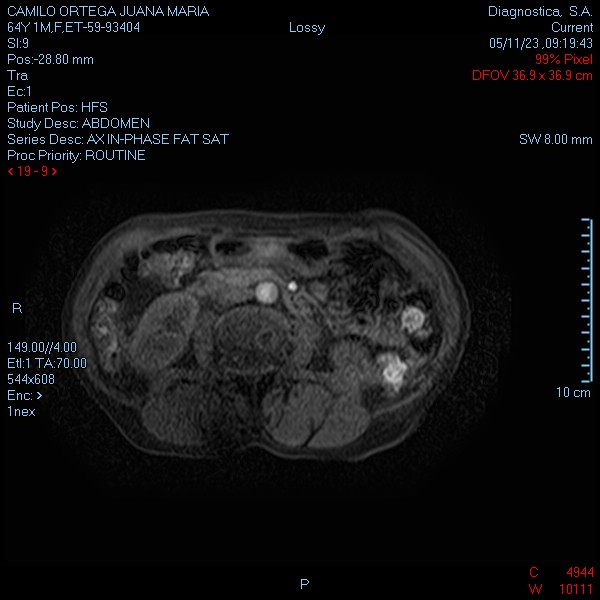 CAMILO ORTEGA JUANA MARIA
64Y 1M,F,ET-59-93404
Sl:9
Pos:-28.80 mm
Tra
Ec:1
Patient Pos: HFS
Study Desc: ABDOMEN
Series Desc: AX IN-PHASE FAT SAT
Proc Priority: ROUTINE
< 19 - 9 >
Lossy
Diagnostica, S.A.
Current
05/11/23 ,09:19:43
99% Pixel
DFOV 36.9 x 36.9 cm
SW 8.00 mm
R
149.00//4.00
Etl:1 TA:70.00
544x608
Enc: >
1nex
10 cm
P
C 4944
W 10111